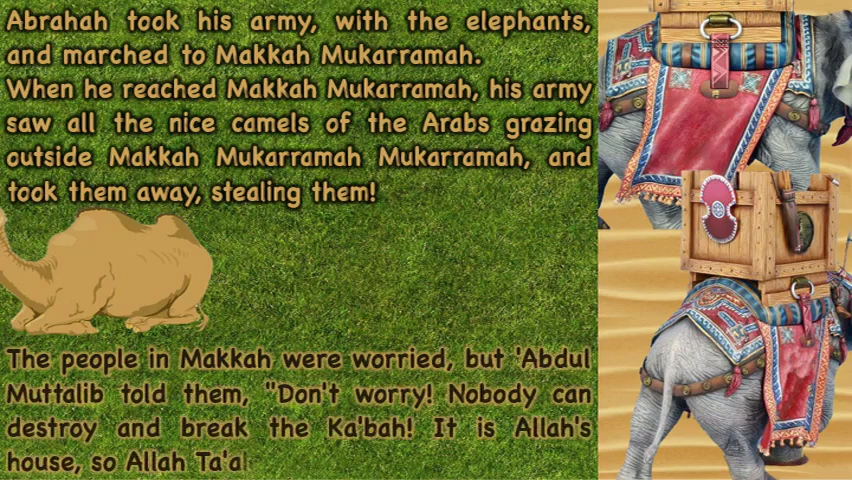 Abrahah took his army, with the elephants,
and marched to Makkah Mukarramah.
When he reached Makkah Mukarramah, his army
saw all the nice camels of the Arabs grazing
outside Makkah Mukarramah Mukarramah, and
took them away, stealing them!
The people in Makkah were worried, but 'Abdul
Muttalib told them, "Don't worry! Nobody can
destroy and break the Ka'bah! It is Allah's
house, so Allah Ta'al